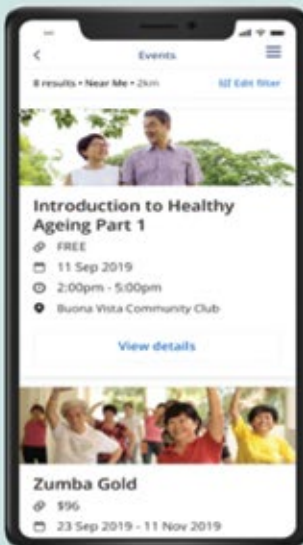 Events
8 results • Near Me • 2km Edit filter
Introduction to Healthy
Ageing Part 1
FREE
11 Sep 2019
2:00pm - 5:00pm
Buona Vista Community Club
View details
Zumba Gold
$96
23 Sep 2019 - 11 Nov 2019